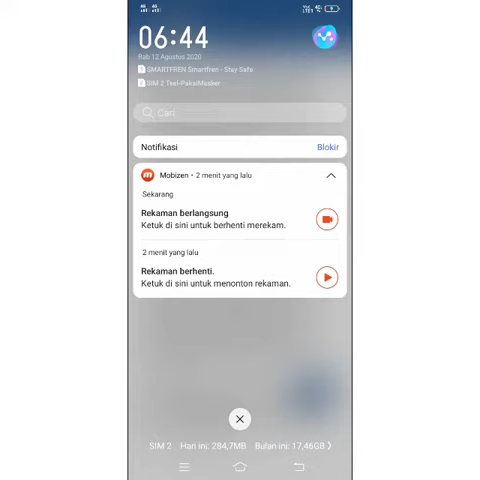 06:44
Rab 12 Agustus 2020
1 SMARTFREN Smartfren - Stay Safe
2 SIM 2 Tsel-PakaiMasker
Cari
Notifikasi
Blokir
Mobizen • 2 menit yang lalu
Sekarang
Rekaman berlangsung
Ketuk di sini untuk berhenti merekam.
2 menit yang lalu
Rekaman berhenti.
Ketuk di sini untuk menonton rekaman.
SIM 2 Hari ini: 284,7MB Bulan ini: 17,46GB